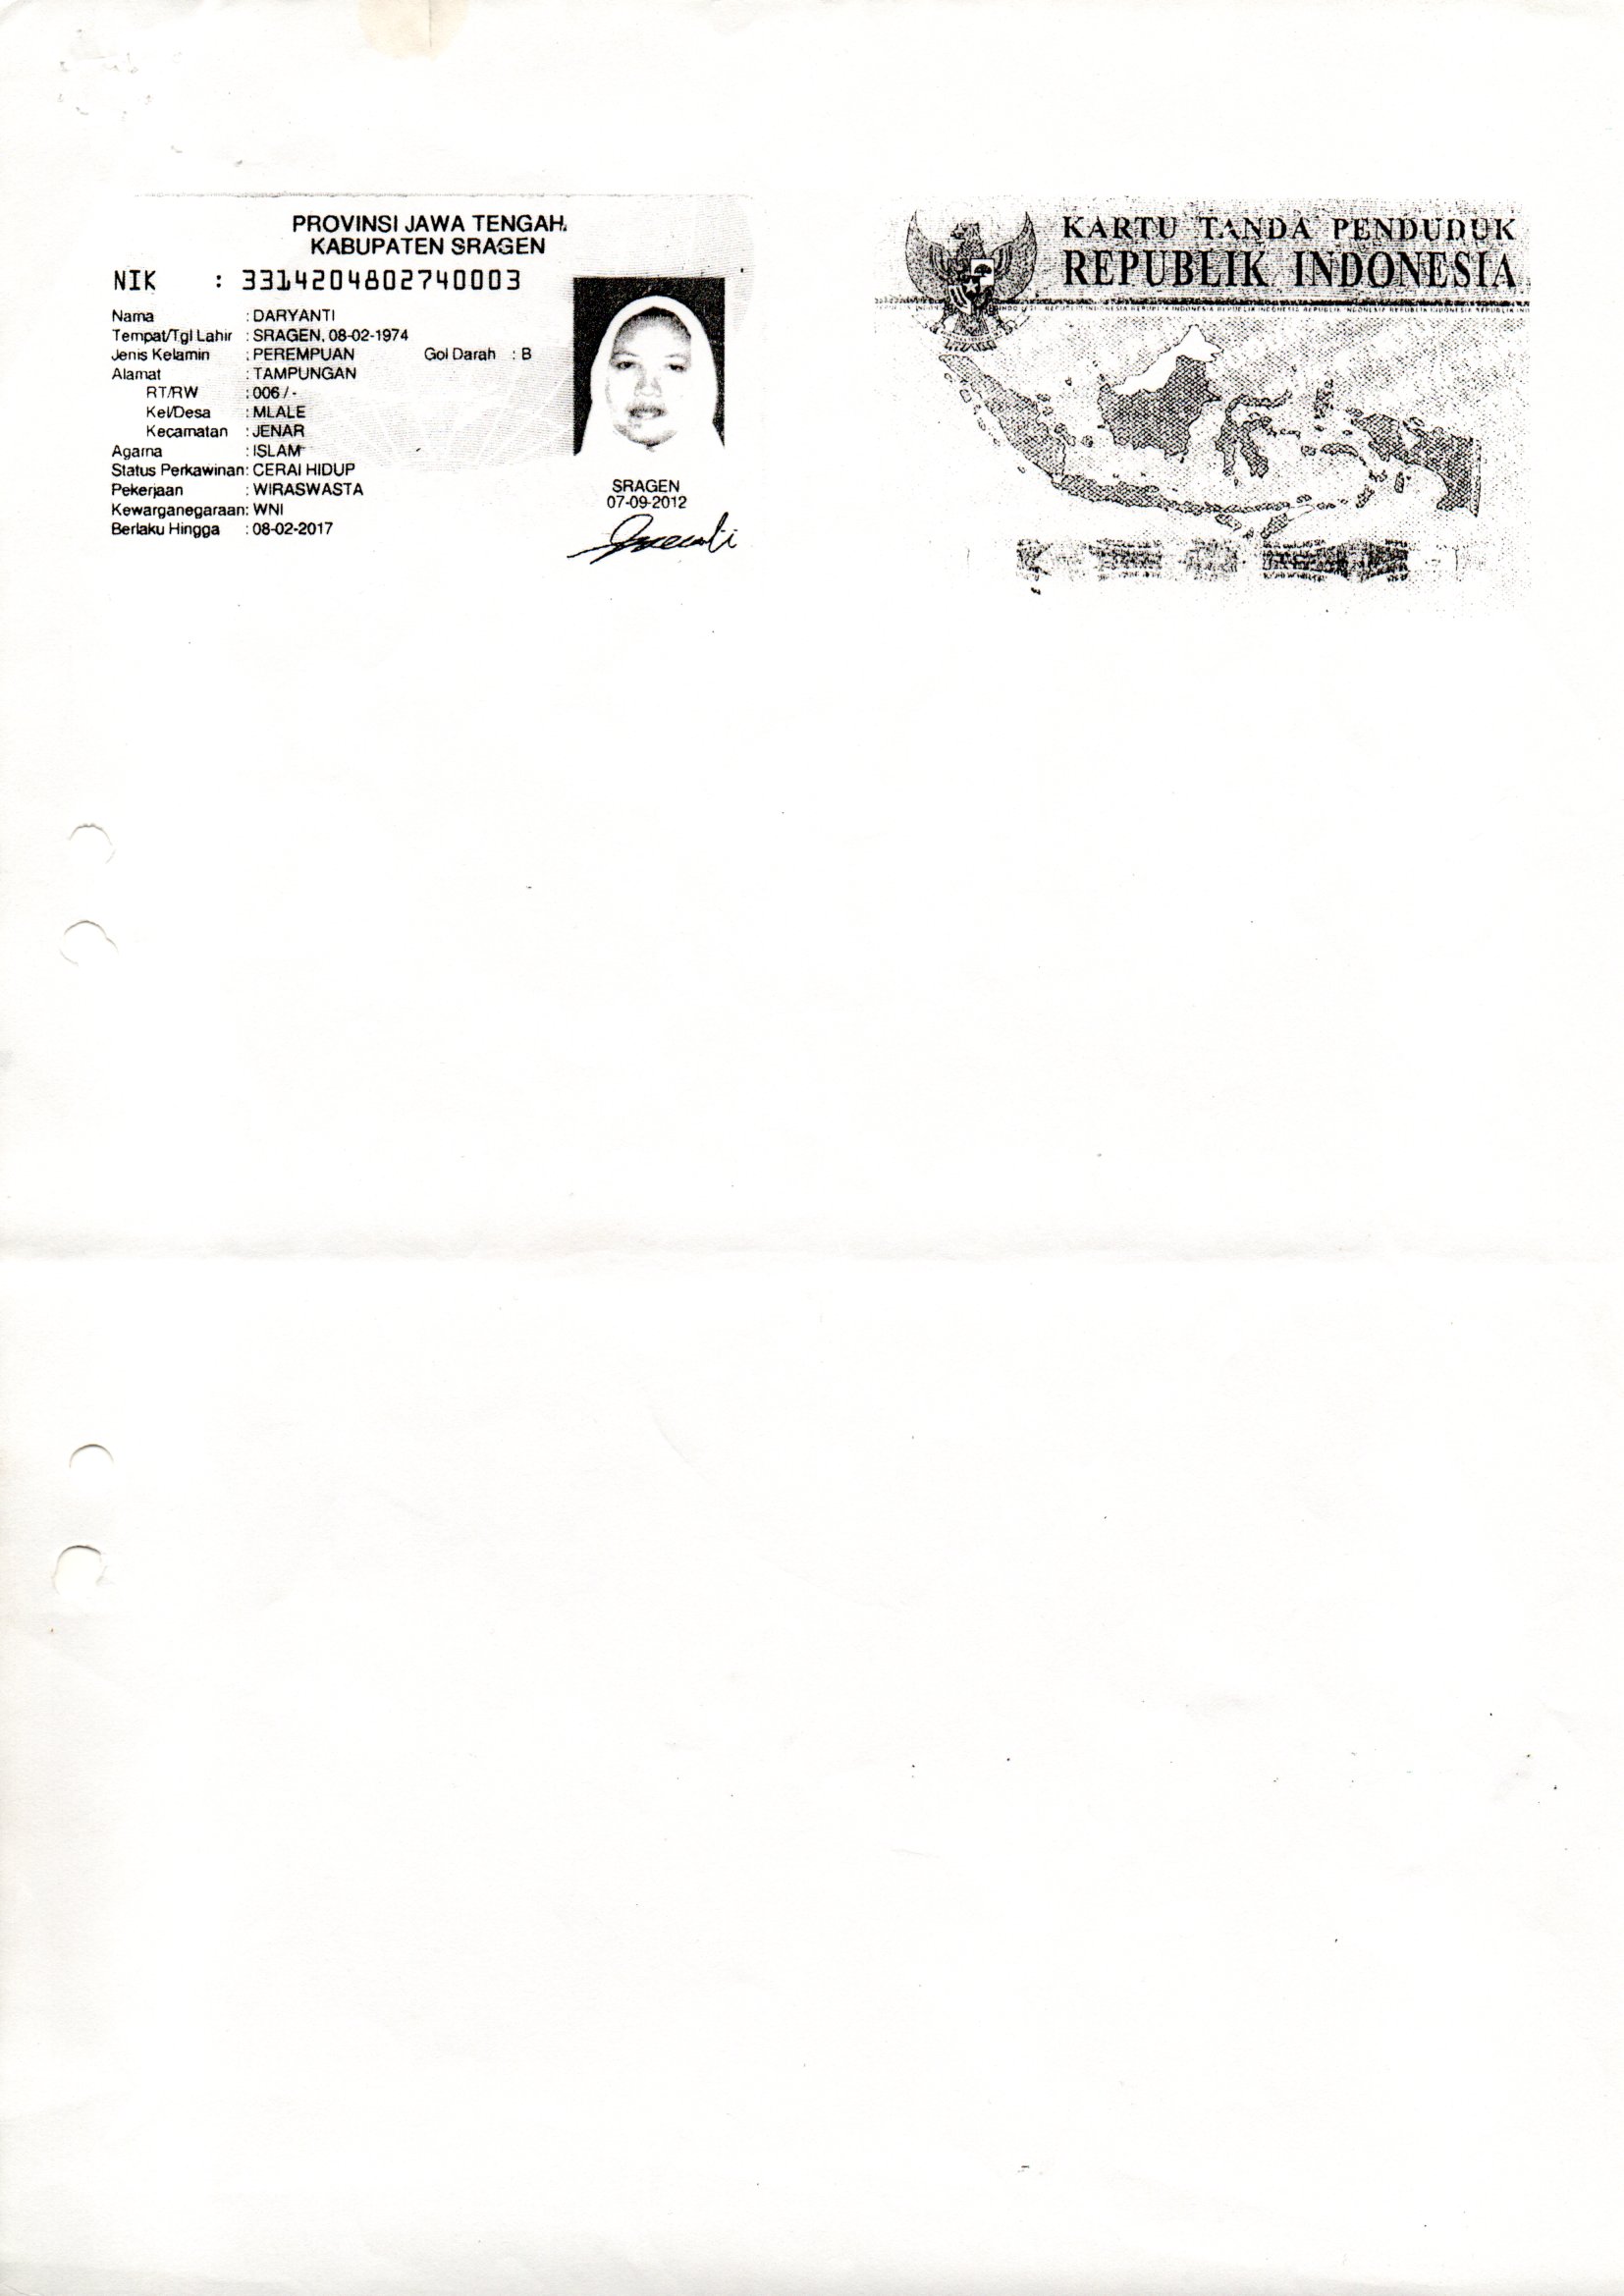 PROVINSI JAWA TENGAH
KABUPATEN SRAGEN
NIK : 3314204802740003
Nama : DARYANTI
Tempat/Tgl Lahir : SRAGEN, 08-02-1974
Jenis Kelamin : PEREMPUAN Gol Darah : B
Alamat : TAMPUNGAN
RT/RW : 006 / -
Kel/Desa : MLALE
Kecamatan : JENAR
Agama : ISLAM
Status Perkawinan: CERAI HIDUP
Pekerjaan : WIRASWASTA
Kewarganegaraan: WNI
Berlaku Hingga : 08-02-2017
SRAGEN
07-09-2012
KARTU TANDA PENDUDUK
REPUBLIK INDONESIA